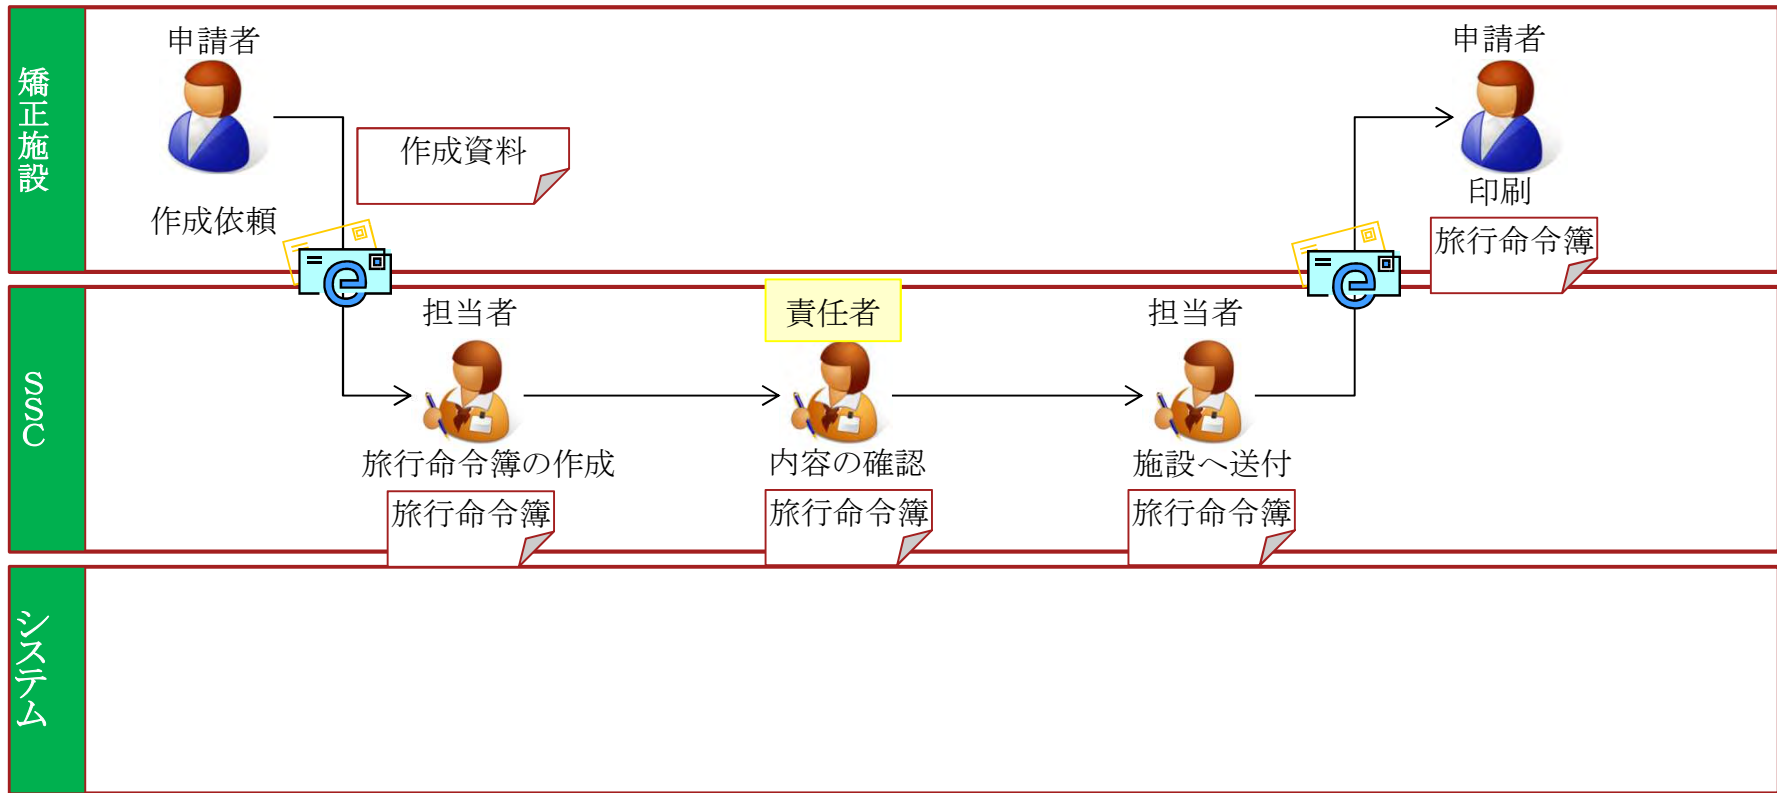 矯正施設
申請者
作成依頼
作成資料
申請者
印刷
旅行命令簿
SSC
担当者
旅行命令簿の作成
旅行命令簿
責任者
内容の確認
旅行命令簿
担当者
施設へ送付
旅行命令簿
システム